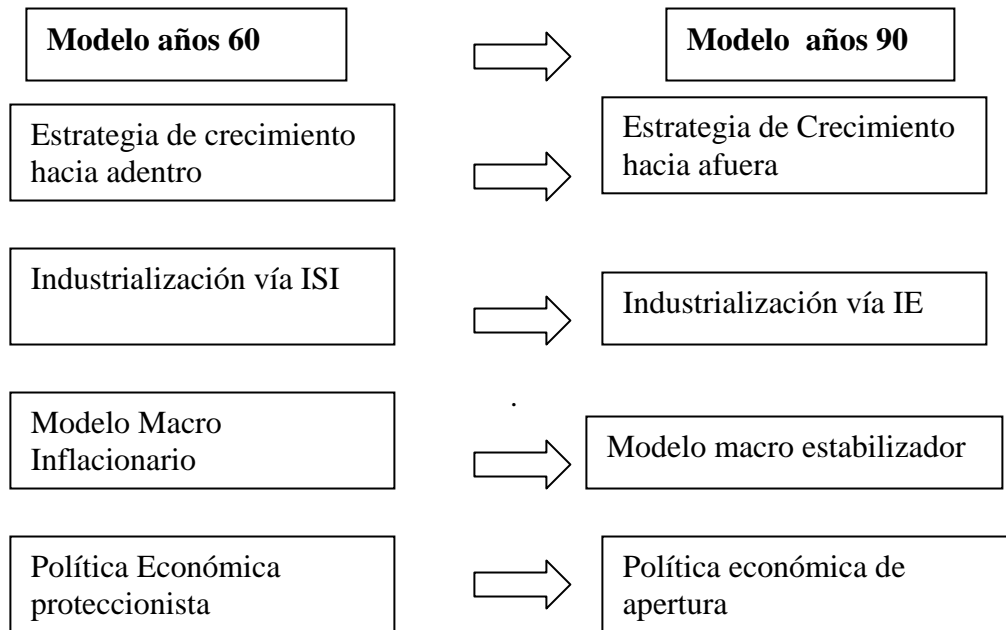 Modelo años 60
Modelo años 90
Estrategia de crecimiento
hacia adentro
Estrategia de Crecimiento
hacia afuera
Industrialización vía ISI
Industrialización vía IE
.
Modelo Macro
Inflacionario
Modelo macro estabilizador
Política Económica
proteccionista
Política económica de
apertura